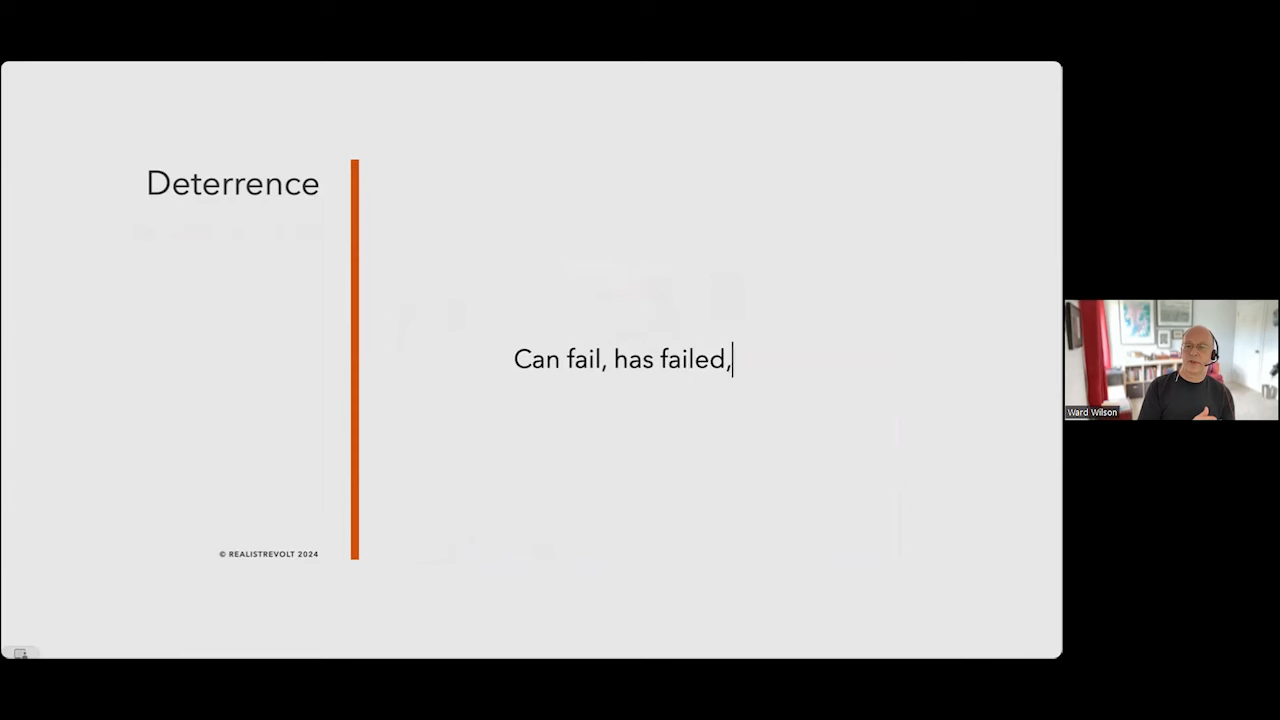 Deterrence
Can fail, has failed,
© REALISTREVOLT 2024
Ward Wilson